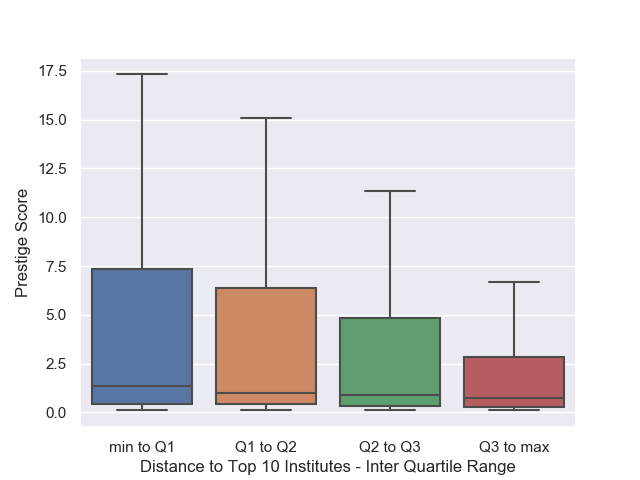 17.5
15.0
12.5
10.0
7.5
5.0
2.5
0.0
Prestige Score
min to Q1 Q1 to Q2 Q2 to Q3 Q3 to max
Distance to Top 10 Institutes - Inter Quartile Range